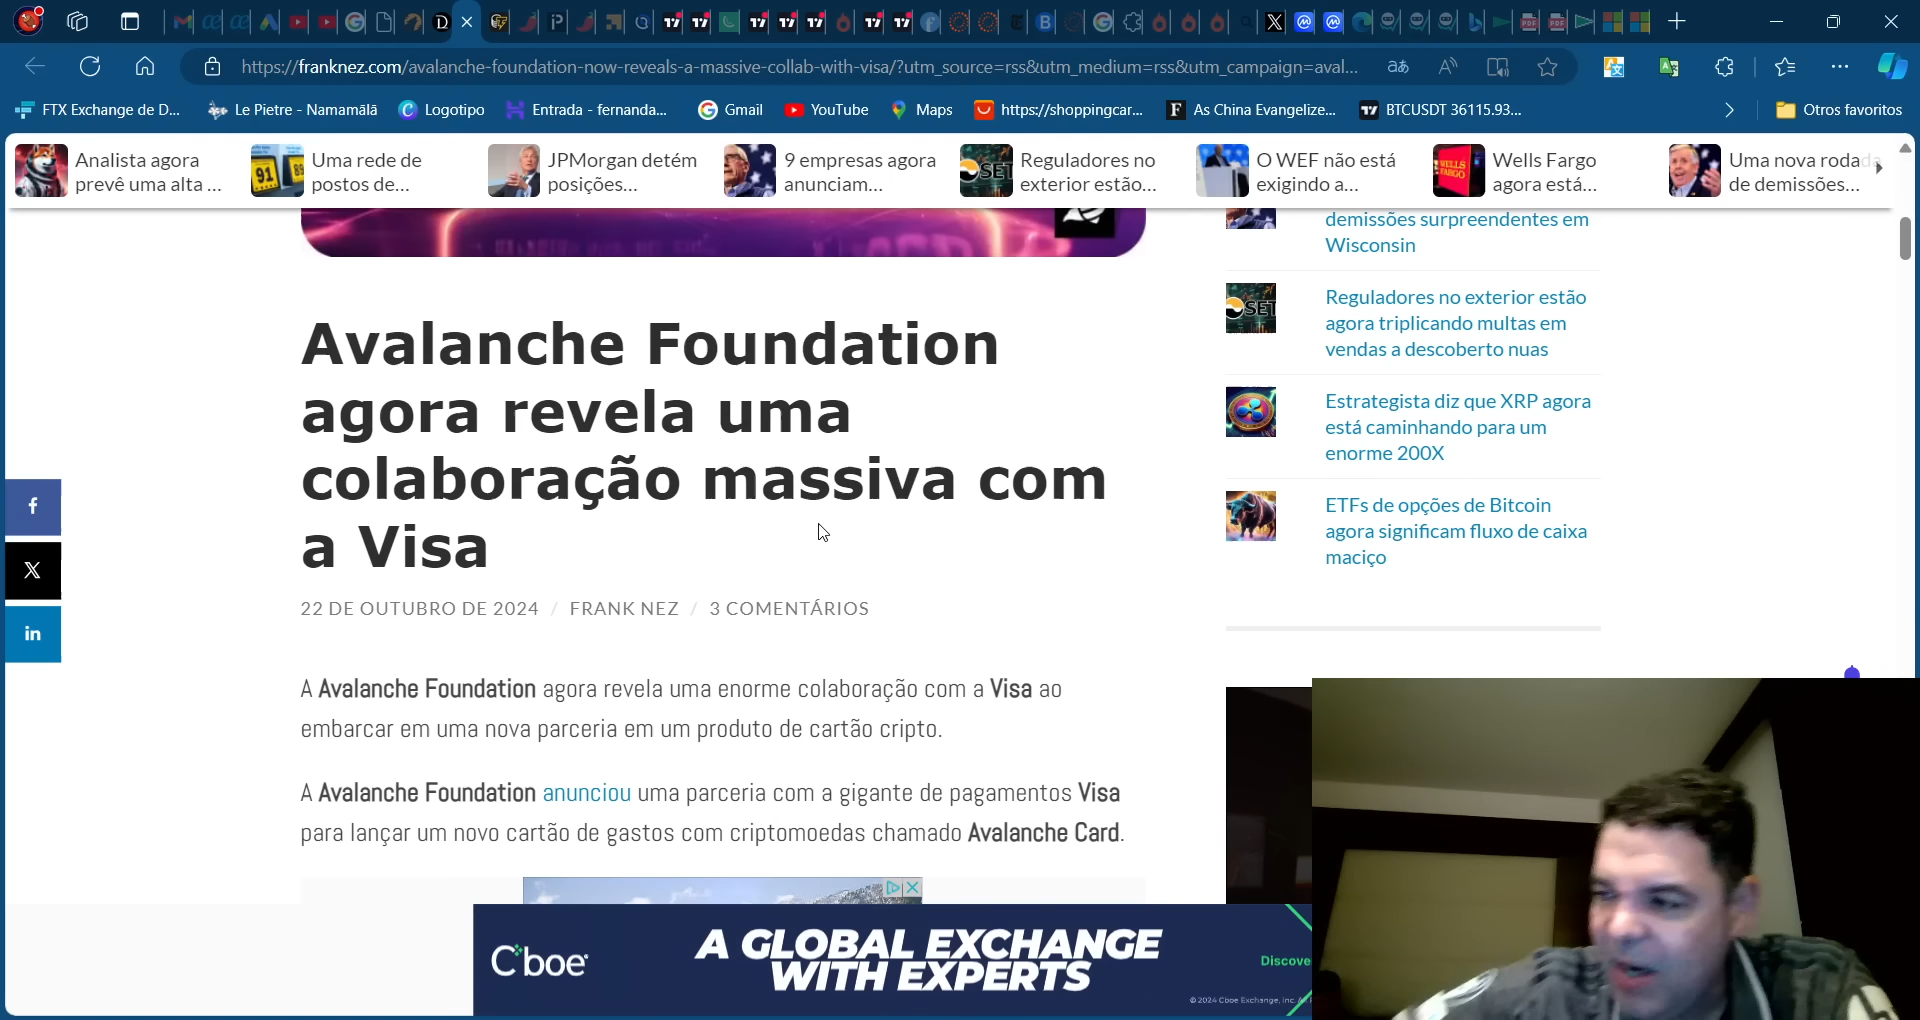 https://franknez.com/avalanche-foundation-now-reveals-a-massive-collab-with-visa/?utm_source=rss&utm_medium=rss&utm_campaign=aval...
FTX Exchange de D...
Le Pietre - Namamālā
Logotipo
Entrada - fernanda...
Gmail
YouTube
Maps
https://shoppingcar...
As China Evangelize...
BTCUSDT 36115.93...
Otros favoritos
Analista agora
prevê uma alta ...
Uma rede de
postos de...
JPMorgan detém
posições...
9 empresas agora
anunciam...
Reguladores no
exterior estão...
O WEF não está
exigindo a...
Wells Fargo
agora está...
Uma nova rodada
de demissões...
Avalanche Foundation
agora revela uma
colaboração massiva com
a Visa
22 DE OUTUBRO DE 2024 / FRANK NEZ / 3 COMENTÁRIOS
A Avalanche Foundation agora revela uma enorme colaboração com a Visa ao
embarcar em uma nova parceria em um produto de cartão cripto.
A Avalanche Foundation anunciou uma parceria com a gigante de pagamentos Visa
para lançar um novo cartão de gastos com criptomoedas chamado Avalanche Card.
demissões surpreendentes em
Wisconsin
Reguladores no exterior estão
agora triplicando multas em
vendas a descoberto nuas
Estrategista diz que XRP agora
está caminhando para um
enorme 200X
ETFs de opções de Bitcoin
agora significam fluxo de caixa
maciço
Cboe
A GLOBAL EXCHANGE
WITH EXPERTS
Discove
© 2024 Cboe Exchange, Inc.